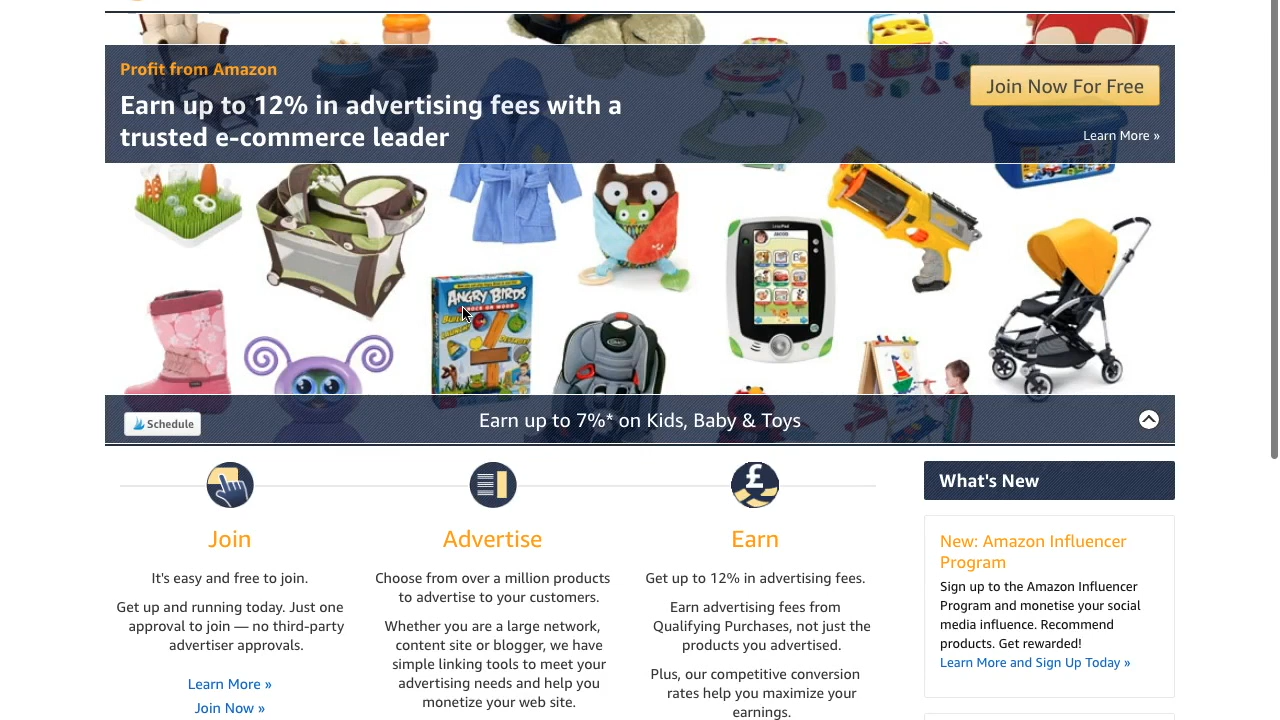 Profit from Amazon
Earn up to 12% in advertising fees with a
trusted e-commerce leader
Join Now For Free
Learn More »
ANGRY BIRDS
Schedule
Earn up to 7%* on Kids, Baby & Toys
Join
It's easy and free to join.
Get up and running today. Just one
approval to join — no third-party
advertiser approvals.
Learn More »
Join Now »
Advertise
Choose from over a million products
to advertise to your customers.
Whether you are a large network,
content site or blogger, we have
simple linking tools to meet your
advertising needs and help you
monetize your web site.
£
Earn
Get up to 12% in advertising fees.
Earn advertising fees from
Qualifying Purchases, not just the
products you advertised.
Plus, our competitive conversion
rates help you maximize your
earnings.
What's New
New: Amazon Influencer
Program
Sign up to the Amazon Influencer
Program and monetise your social
media influence. Recommend
products. Get rewarded!
Learn More and Sign Up Today »